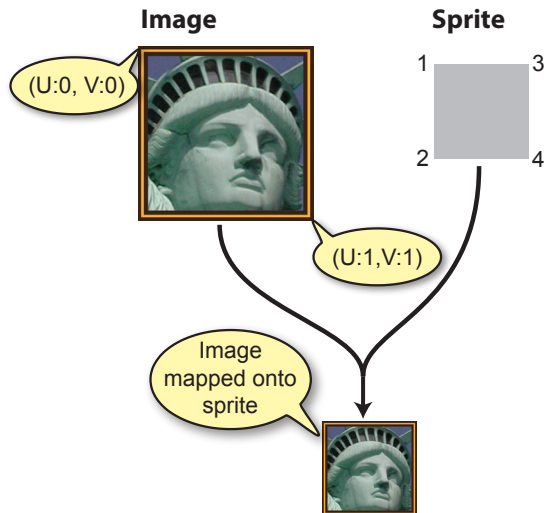 Image
Sprite
(U:0, V:0)
1
3
2
4
(U:1,V:1)
Image
mapped onto
sprite